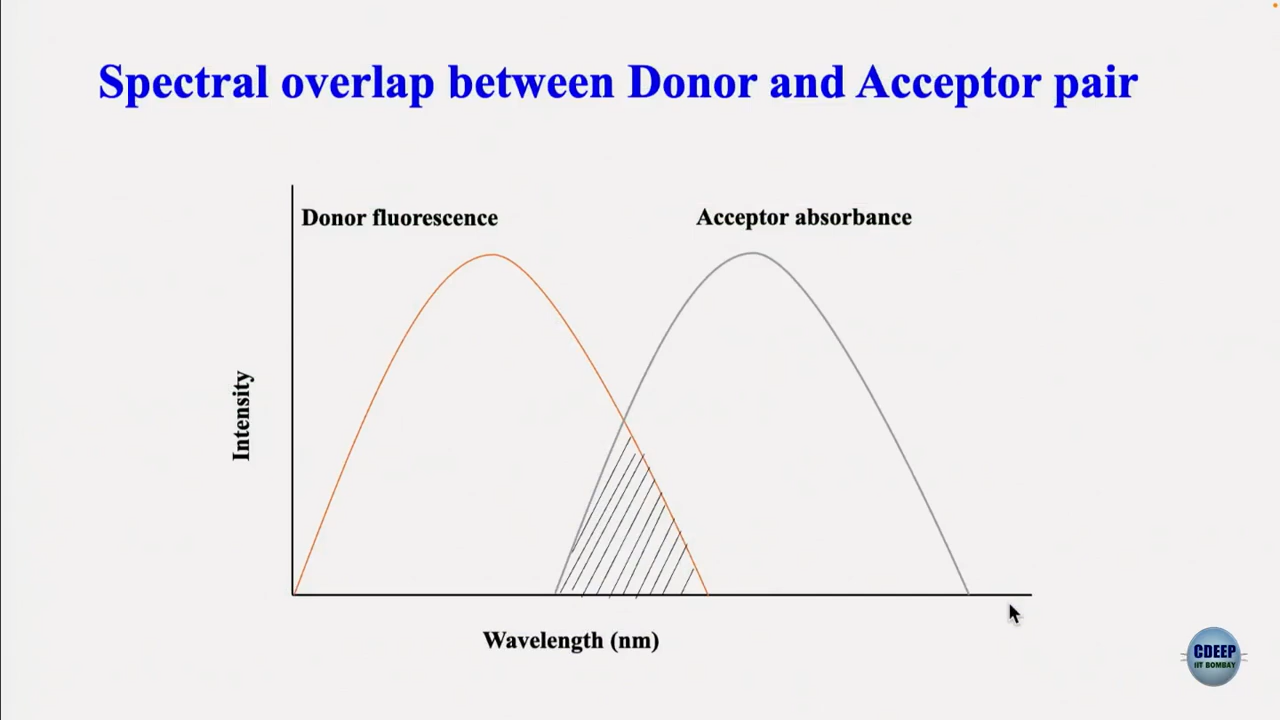 Spectral overlap between Donor and Acceptor pair
Donor fluorescence
Acceptor absorbance
Intensity
Wavelength (nm)
CDEEP
IIT BOMBAY